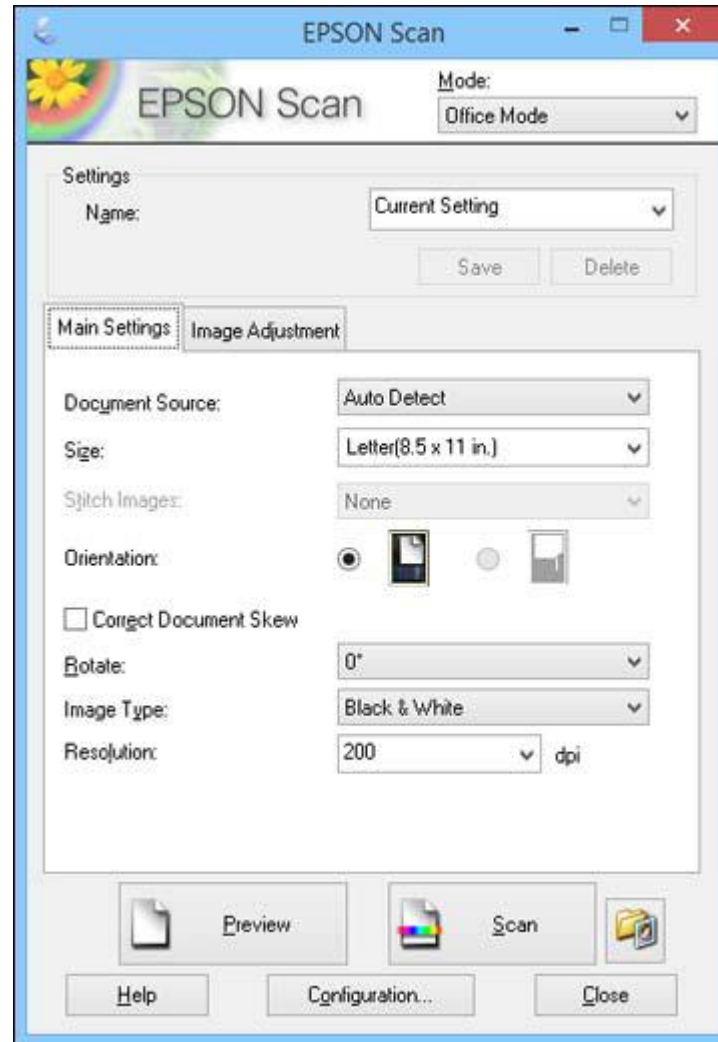 EPSON Scan
EPSON Scan
Mode:
Office Mode
Settings
Name:
Current Setting
Save
Delete
Main Settings
Image Adjustment
Document Source:
Auto Detect
Size:
Letter(8.5 x 11 in.)
Stitch Images:
None
Orientation:
Correct Document Skew
Rotate:
0°
Image Type:
Black & White
Resolution:
200
dpi
Preview
Scan
Help
Configuration...
Close